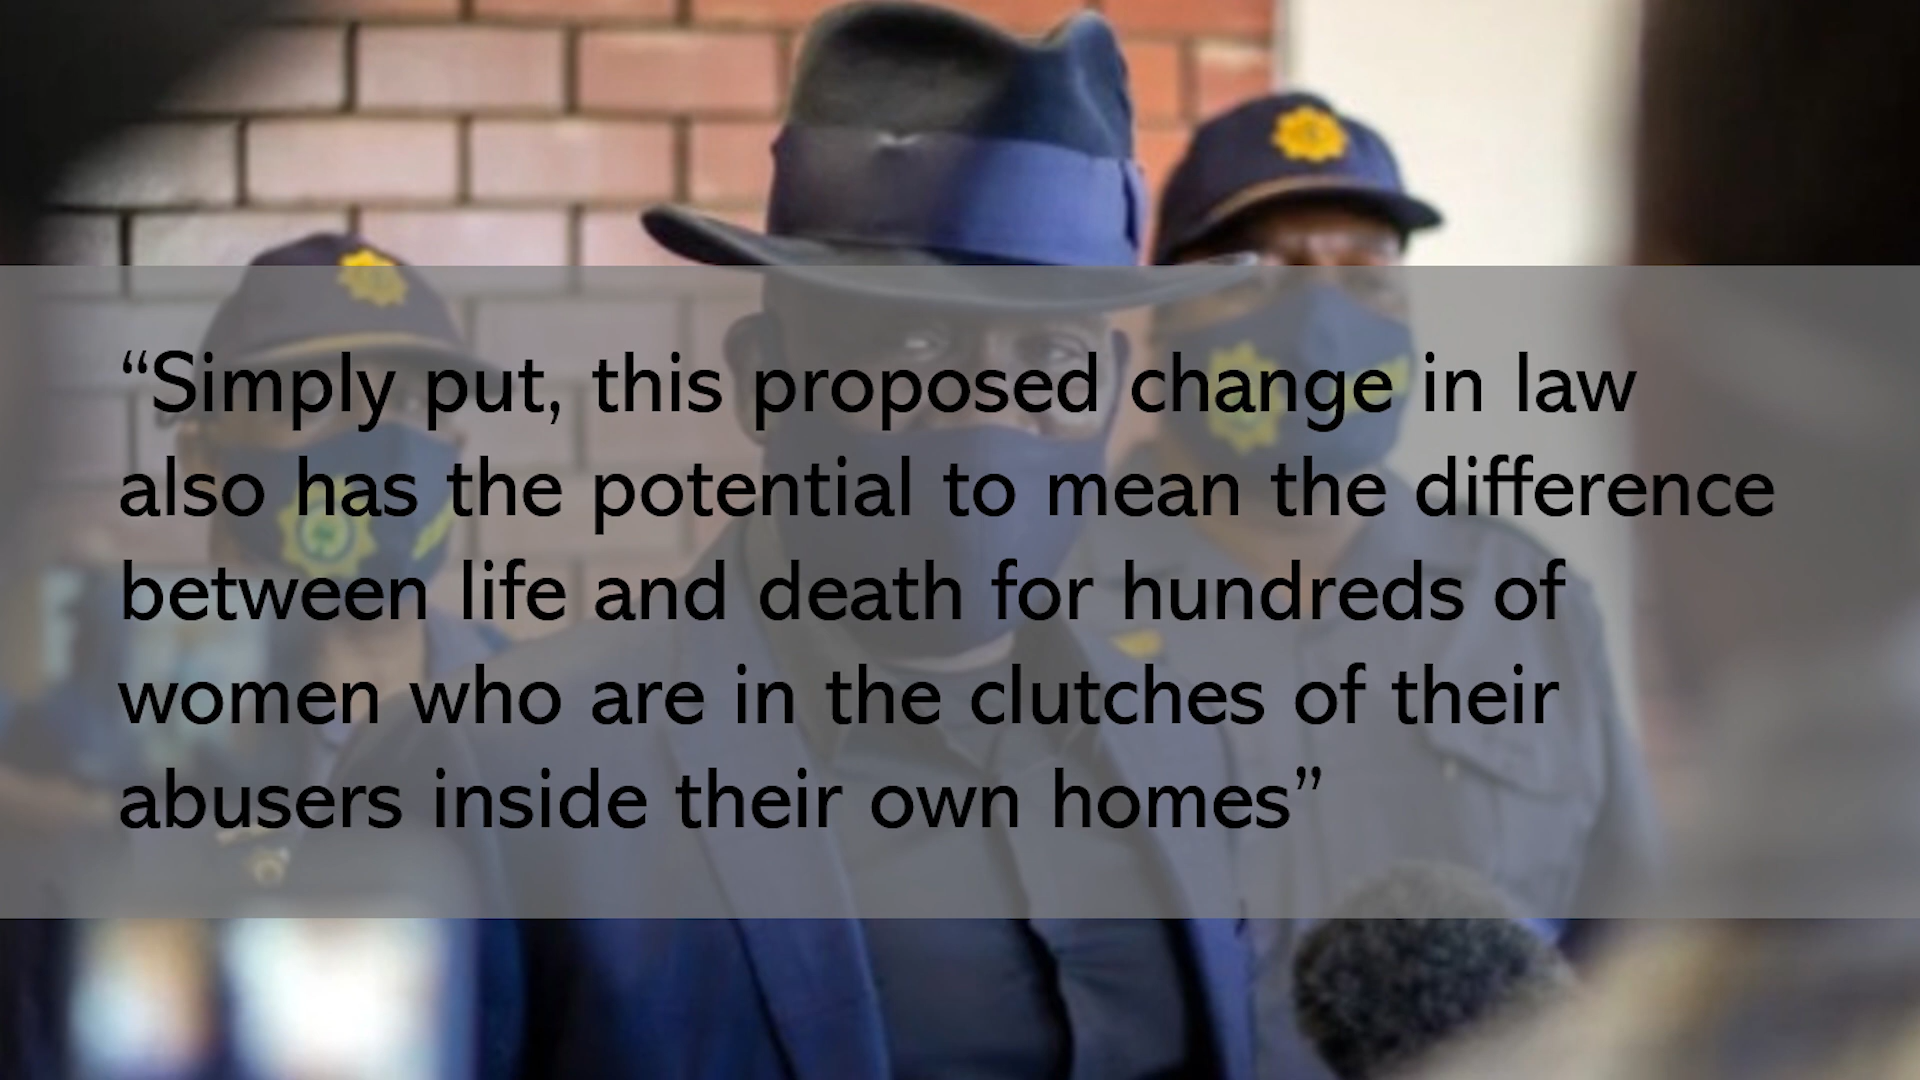 “Simply put, this proposed change in law
also has the potential to mean the difference
between life and death for hundreds of
women who are in the clutches of their
abusers inside their own homes”